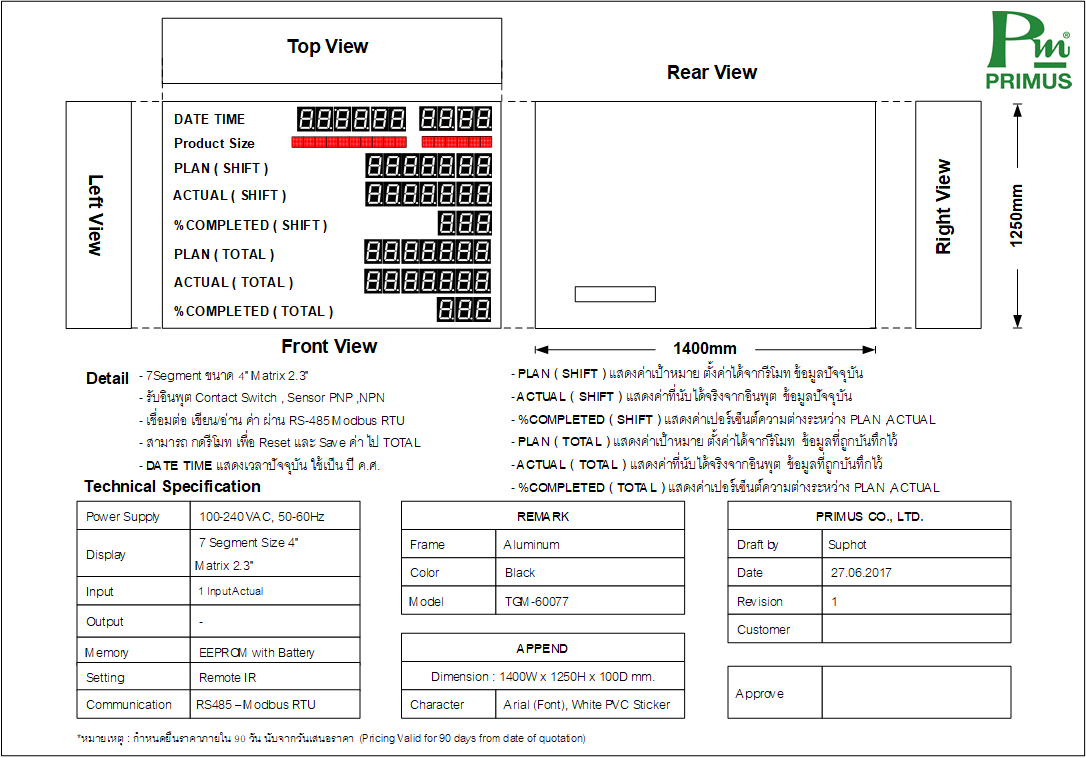 Top View
Rear View
Pm®
PRIMUS
Left View
DATE TIME
Product Size
PLAN ( SHIFT )
ACTUAL ( SHIFT )
%COMPLETED ( SHIFT )
PLAN ( TOTAL )
ACTUAL ( TOTAL )
%COMPLETED ( TOTAL )
Right View
1250mm
Front View
1400mm
Detail
- 7Segment ขนาด 4" Matrix 2.3"
- รับอินพุต Contact Switch , Sensor PNP ,NPN
- เชื่อมต่อ เขียน/อ่าน ค่า ผ่าน RS-485 Modbus RTU
- สามารถ กดรีโมท เพื่อ Reset และ Save ค่า ไป TOTAL
- DATE TIME แสดงเวลาปัจจุบัน ใช้เป็น ปี ค.ศ.
- PLAN ( SHIFT ) แสดงค่าเป้าหมาย ตั้งค่าได้จากรีโมท ข้อมูลปัจจุบัน
- ACTUAL ( SHIFT ) แสดงค่าที่นับได้จริงจากอินพุต ข้อมูลปัจจุบัน
- %COMPLETED ( SHIFT ) แสดงค่าเปอร์เซ็นต์ความต่างระหว่าง PLAN ,ACTUAL
- PLAN ( TOTAL ) แสดงค่าเป้าหมาย ตั้งค่าได้จากรีโมท ข้อมูลที่ถูกบันทึกไว้
- ACTUAL ( TOTAL ) แสดงค่าที่นับได้จริงจากอินพุต ข้อมูลที่ถูกบันทึกไว้
- %COMPLETED ( TOTAL ) แสดงค่าเปอร์เซ็นต์ความต่างระหว่าง PLAN ,ACTUAL
Technical Specification
Power Supply 100-240 VAC, 50-60Hz
Display 7 Segment Size 4"
Matrix 2.3"
Input 1 Input Actual
Output -
Memory EEPROM with Battery
Setting Remote IR
Communication RS485 –Modbus RTU
REMARK
Frame Aluminum
Color Black
Model TGM-60077
APPEND
Dimension : 1400W x 1250H x 100D mm.
Character Arial (Font), White PVC Sticker
PRIMUS CO., LTD.
Draft by Suphot
Date 27.06.2017
Revision 1
Customer
Approve
*หมายเหตุ : กำหนดยืนราคาภายใน 90 วัน นับจากวันเสนอราคา (Pricing Valid for 90 days from date of quotation)